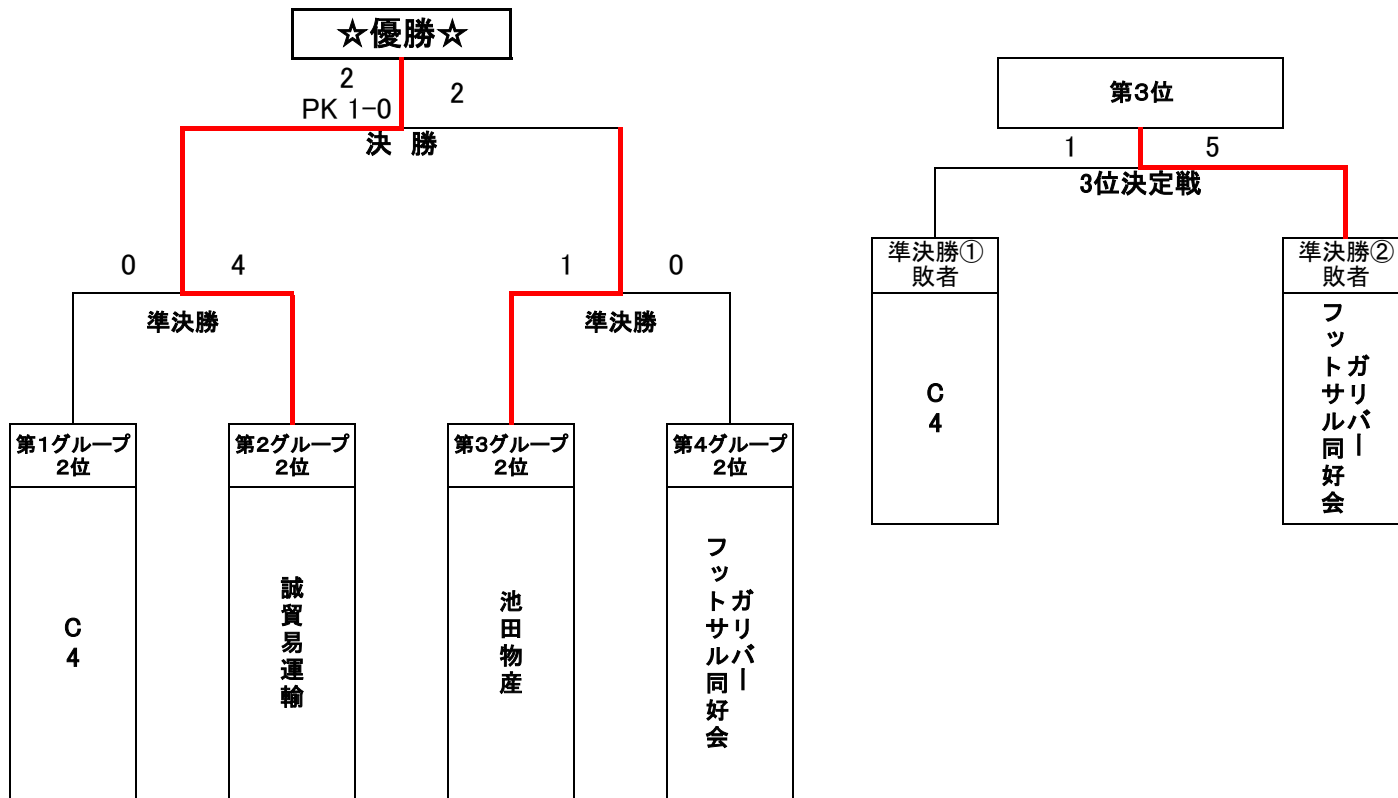 ☆優勝☆
2
2
PK 1-0
決 勝
0
4
1
0
準決勝
準決勝
第1グループ
2位
第2グループ
2位
第3グループ
2位
第4グループ
2位
C4
誠貿易運輸
池田物産
ガリバー
フットサル同好会
第3位
1
5
3位決定戦
準決勝①
敗者
準決勝②
敗者
C4
ガリバー
フットサル同好会